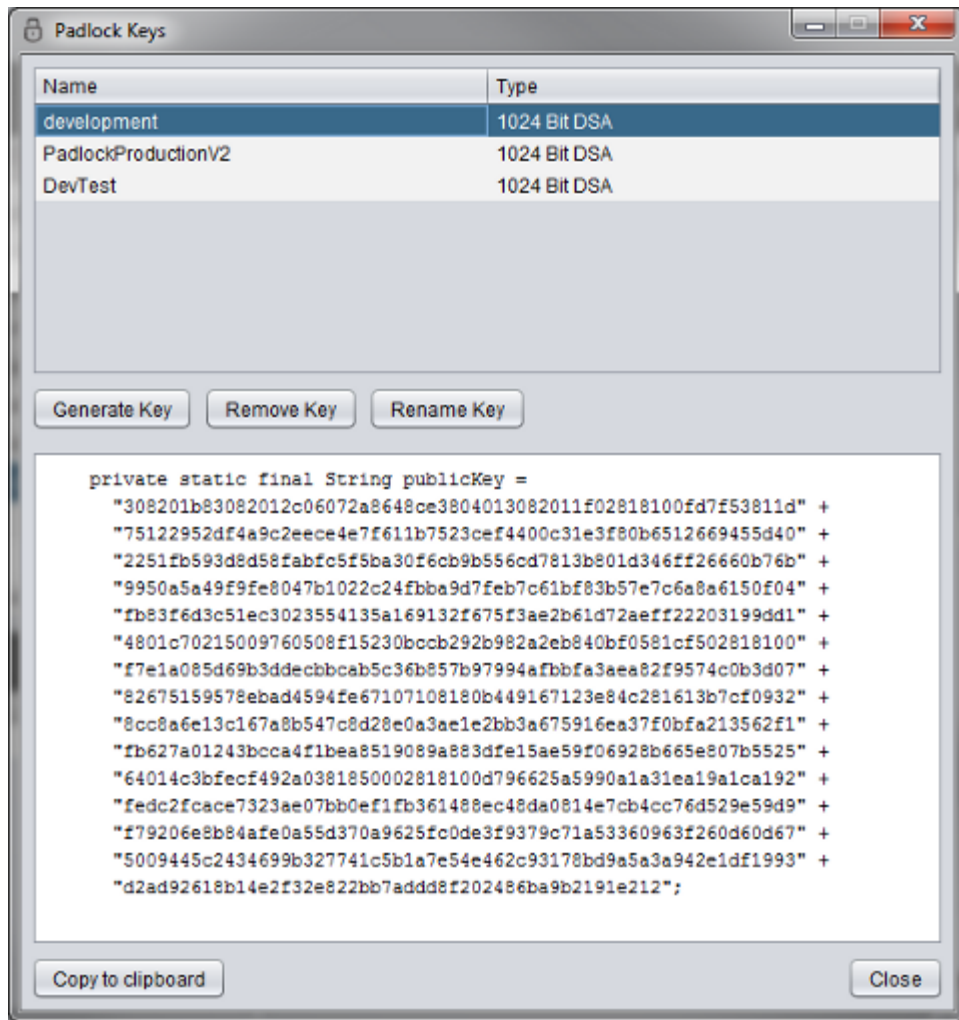 Padlock Keys
Name Type
development 1024 Bit DSA
PadlockProductionV2 1024 Bit DSA
DevTest 1024 Bit DSA
Generate Key Remove Key Rename Key
private static final String publicKey =
"308201b83082012c06072a8648ce3804013082011f02818100fd7f53811d" +
"75122952df4a9c2eece4e7f611b7523cef4400c31e3f80b6512669455d40" +
"2251fb593d8d58fabfc5f5ba30f6cb9b556cd7813b801d346ff26660b76b" +
"9950a5a49f9fe8047b1022c24fbba9d7feb7c61bf83b57e7c6a8a6150f04" +
"fb83f6d3c51ec3023554135a169132f675f3ae2b61d72aeff22203199dd1" +
"4801c70215009760508f15230bccb292b982a2eb840bf0581cf502818100" +
"f7e1a085d69b3ddecbbcab5c36b857b97994afbbfa3aea82f9574c0b3d07" +
"82675159578ebad4594fe67107108180b449167123e84c281613b7cf0932" +
"8cc8a6e13c167a8b547c8d28e0a3ae1e2bb3a675916ea37f0bfa213562f1" +
"fb627a01243bcca4f1bea8519089a883dfe15ae59f06928b665e807b5525" +
"64014c3bfecf492a0381850002818100d796625a5990a1a31ea19a1ca192" +
"fedc2fcace7323ae07bb0ef1fb361488ec48da0814e7cb4cc76d529e59d9" +
"f79206e8b84afe0a55d370a9625fc0de3f9379c71a53360963f260d60d67" +
"5009445c2434699b327741c5b1a7e54e462c93178bd9a5a3a942e1df1993" +
"d2ad92618b14e2f32e822bb7addd8f202486ba9b2191e212";
Copy to clipboard Close